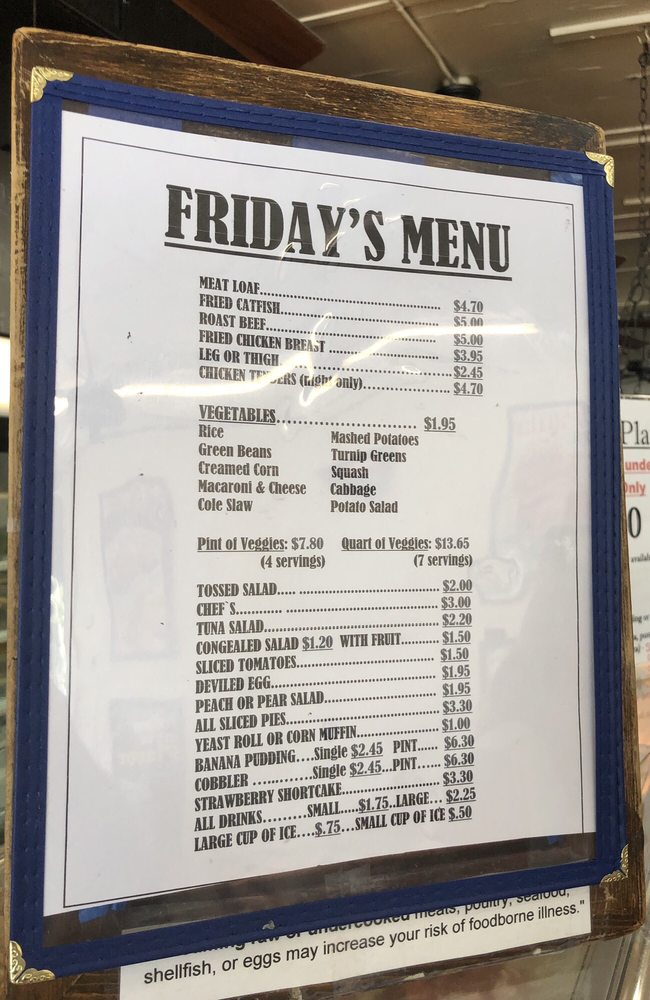 FRIDAY'S MENU
MEAT LOAF........................................ $4.70
FRIED CATFISH........................................ $5.00
ROAST BEEF........................................ $5.00
FRIED CHICKEN BREAST ........................ $3.95
LEG OR THIGH........................................ $2.45
CHICKEN TENDERS (night only).................... $4.70
VEGETABLES.............................. $1.95
Rice Mashed Potatoes
Green Beans Turnip Greens
Creamed Corn Squash
Macaroni & Cheese Cabbage
Cole Slaw Potato Salad
Pint of Veggies: $7.80 Quart of Veggies: $13.65
(4 servings) (7 servings)
TOSSED SALAD..... ............................ $2.00
CHEF`S........................................ $3.00
TUNA SALAD........................................ $2.20
CONGEALED SALAD $1.20 WITH FRUIT.......... $1.50
SLICED TOMATOES................................ $1.50
DEVILED EGG........................................ $1.95
PEACH OR PEAR SALAD........................ $1.95
ALL SLICED PIES................................ $3.30
YEAST ROLL OR CORN MUFFIN.................. $1.00
BANANA PUDDING....Single $2.45 PINT...... $6.30
COBBLER ..............Single $2.45...PINT...... $6.30
STRAWBERRY SHORTCAKE........................ $3.30
ALL DRINKS.........SMALL.....$1.75..LARGE... $2.25
LARGE CUP OF ICE....$.75...SMALL CUP OF ICE $.50
Only
0
raw or undercooked meats, poultry, seafood,
shellfish, or eggs may increase your risk of foodborne illness."